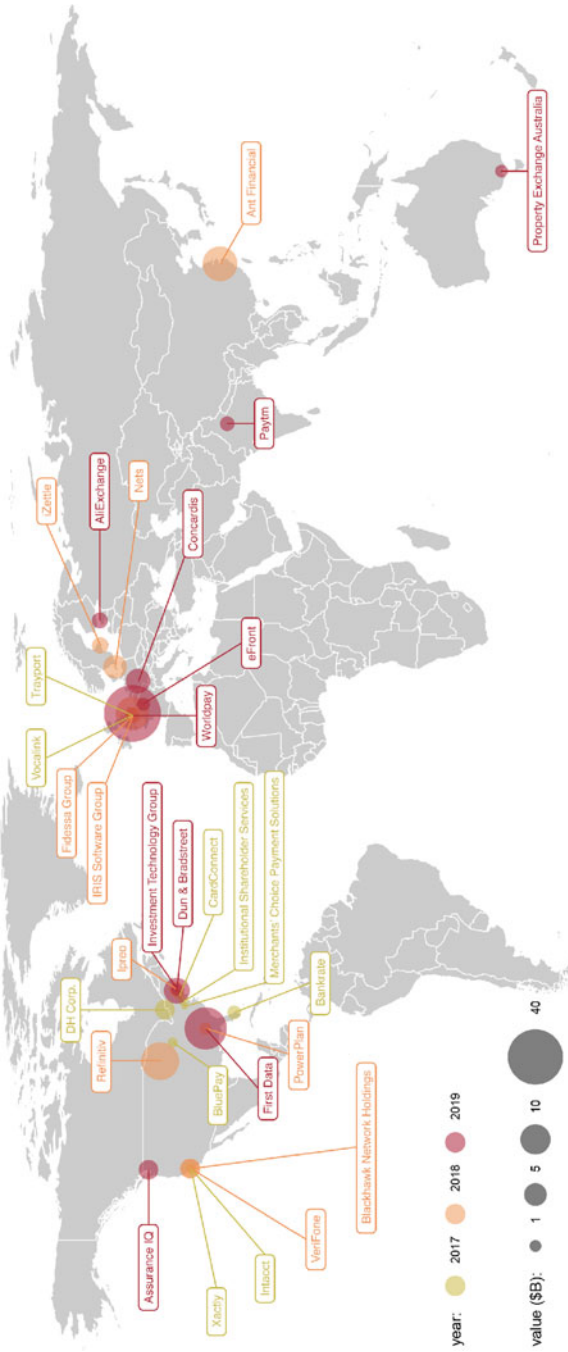 Vocalink
Trayport
iZettle
Fidessa Group
AliExchange
IRIS Software Group
Nets
Ant Financial
DH Corp.
Ipreo
Refinitiv
Investment Technology Group
Worldpay
Concardis
Dun & Bradstreet
eFront
Assurance IQ
BluePay
CardConnect
Institutional Shareholder Services
Paytm
Xactly
First Data
Merchants' Choice Payment Solutions
Intacct
PowerPlan
Bankrate
VeriFone
Blackhawk Network Holdings
Property Exchange Australia
year:
2017
2018
2019
value ($B):
1
5
10
40